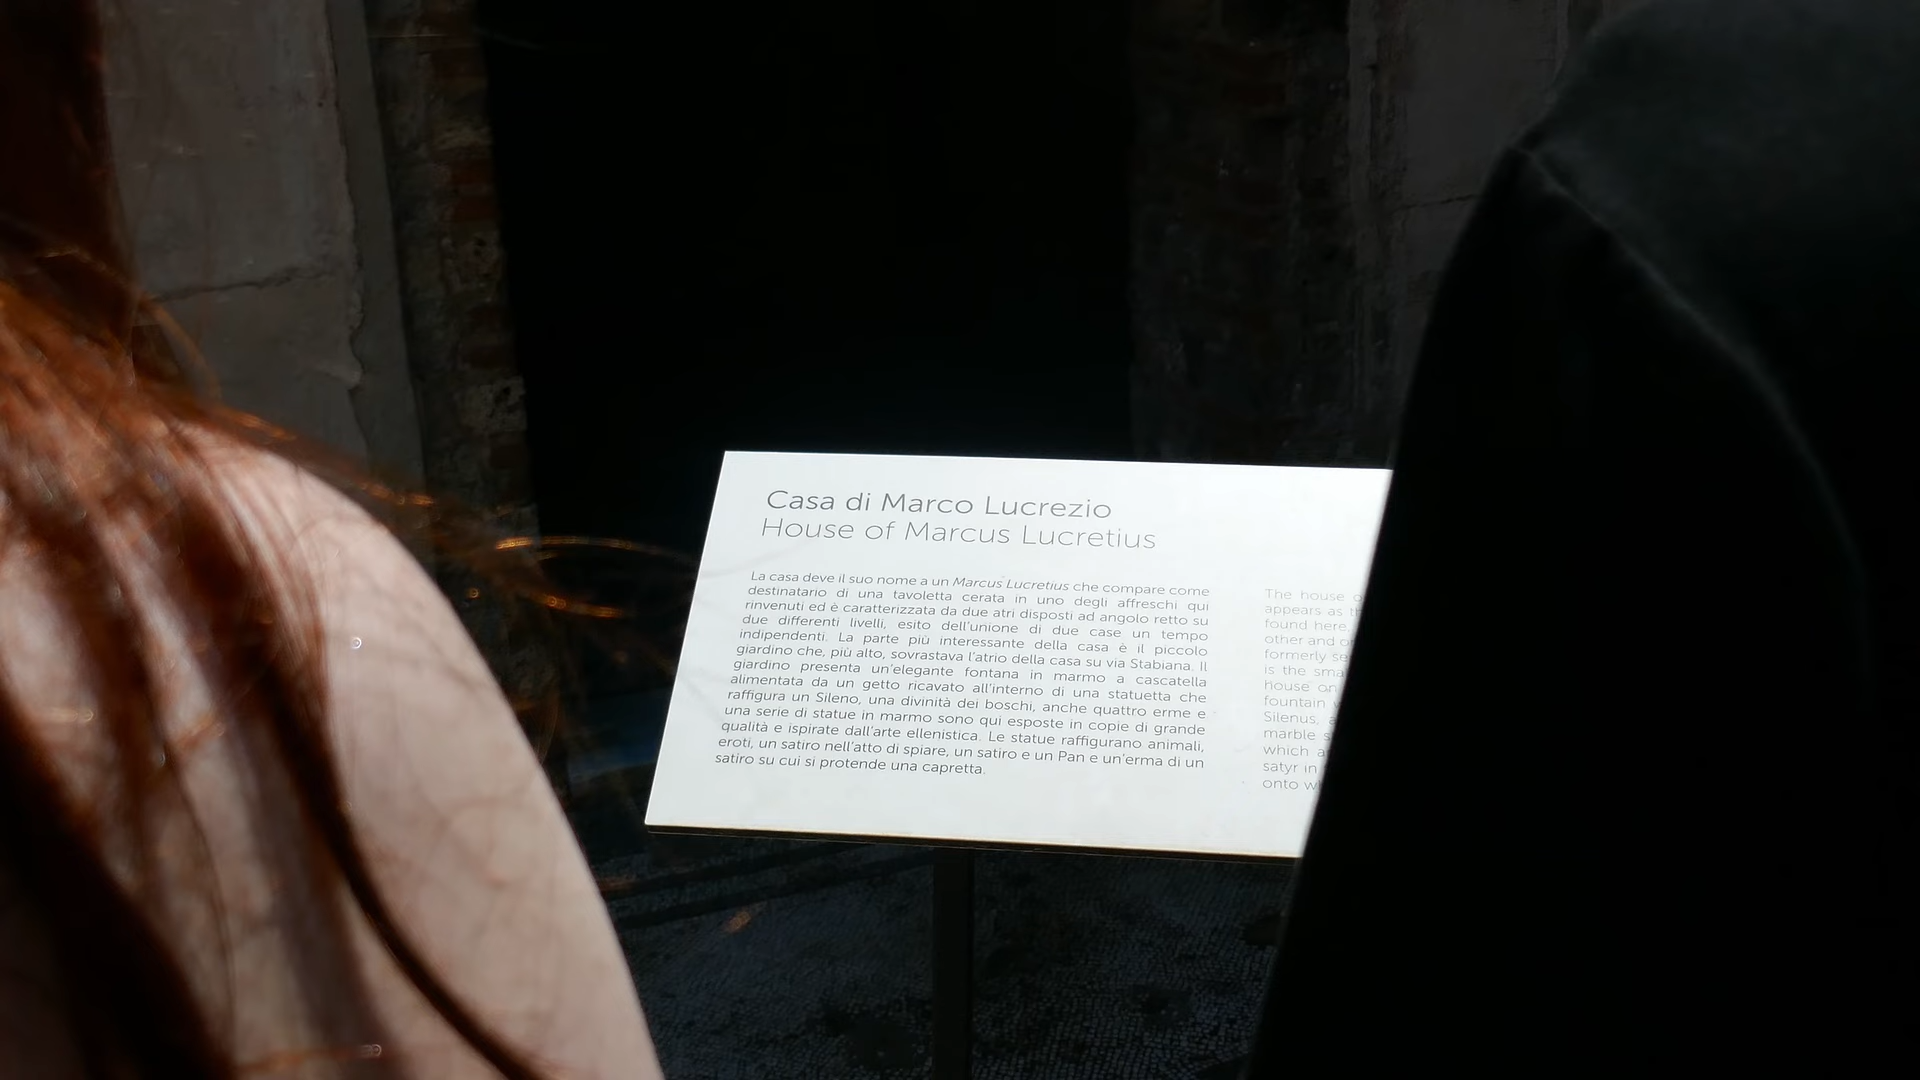 Casa di Marco Lucrezio
House of Marcus Lucretius
La casa deve il suo nome a un Marcus Lucretius che compare come
destinatario di una tavoletta cerata in uno degli affreschi qui
rinvenuti ed è caratterizzata da due atri disposti ad angolo retto su
due differenti livelli, esito dell'unione di due case un tempo
indipendenti. La parte più interessante della casa è il piccolo
giardino che, più alto, sovrastava l'atrio della casa su via Stabiana. Il
giardino presenta un'elegante fontana in marmo a cascatella
alimentata da un getto ricavato all'interno di una statuetta che
raffigura un Sileno, una divinità dei boschi, anche quattro erme e
una serie di statue in marmo sono qui esposte in copie di grande
qualità e ispirate dall'arte ellenistica. Le statue raffigurano animali,
eroti, un satiro nell'atto di spiare, un satiro e un Pan e un'erma di un
satiro su cui si protende una capretta.
The house
appears as
found here,
other and
formerly
is the
house on
fountain
Silenus,
marble
which
satyr in
onto